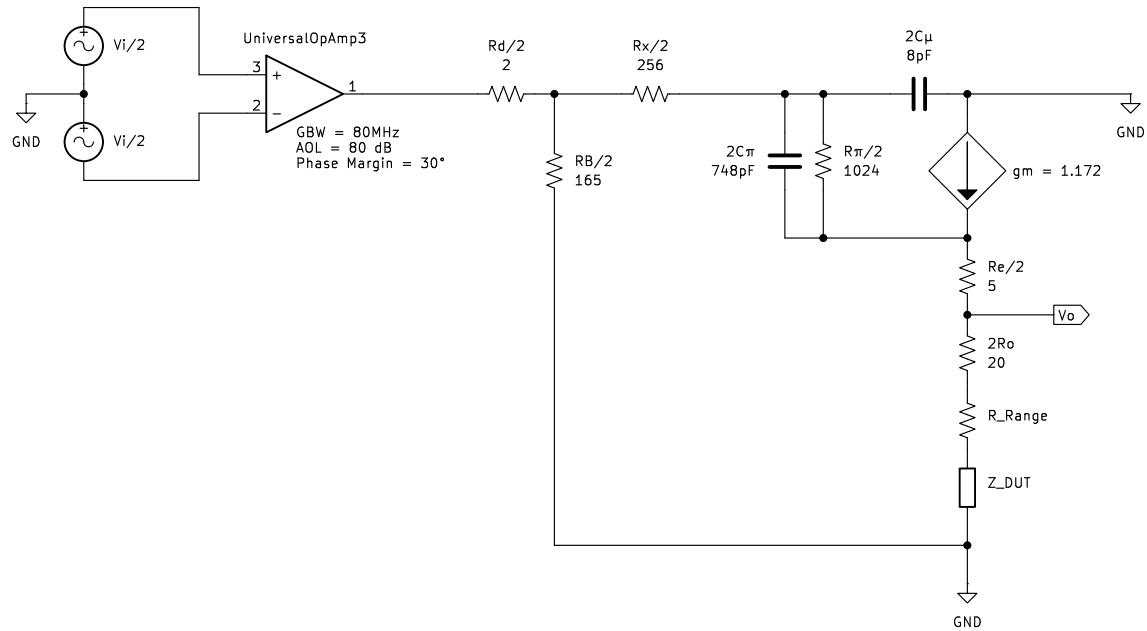 Vi/2
GND
Vi/2
UniversalOpAmp3
3
+
2
−
1
GBW = 80MHz
AOL = 80 dB
Phase Margin = 30°
Rd/2
2
RB/2
165
Rx/2
256
2Cπ
748pF
Rπ/2
1024
2Cμ
8pF
GND
gm = 1.172
Re/2
5
Vo
2Ro
20
R_Range
Z_DUT
GND